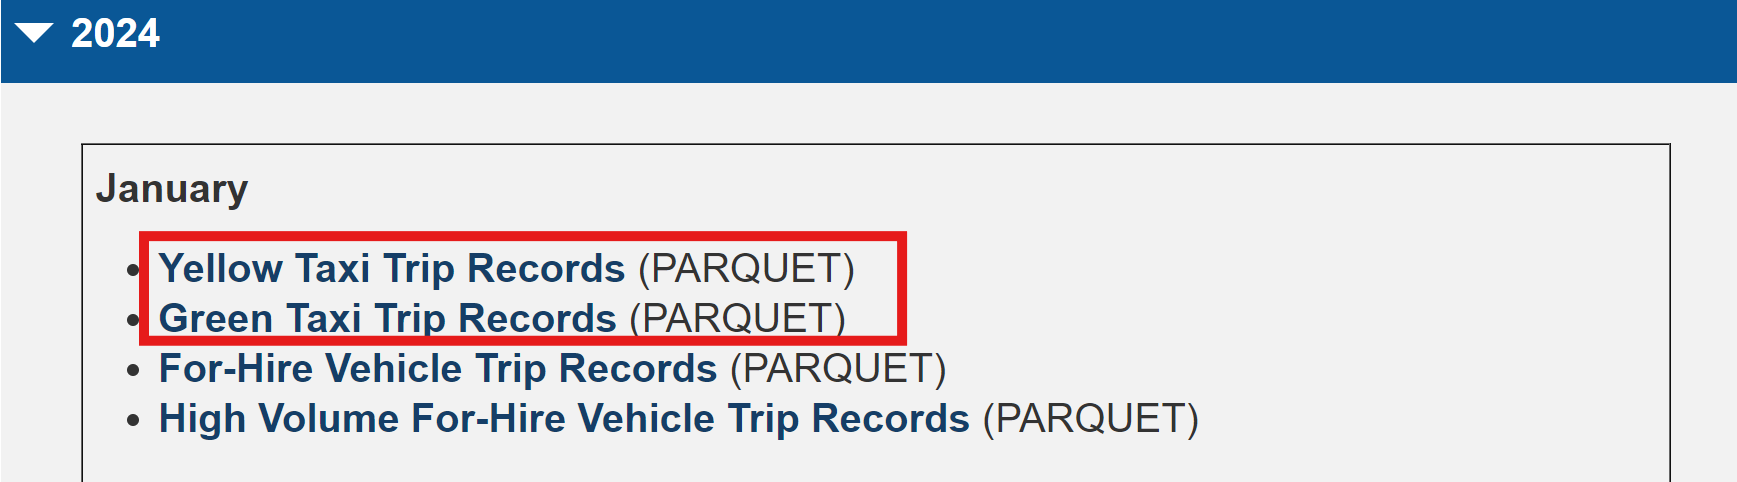 2024
January
Yellow Taxi Trip Records (PARQUET)
Green Taxi Trip Records (PARQUET)
For-Hire Vehicle Trip Records (PARQUET)
High Volume For-Hire Vehicle Trip Records (PARQUET)